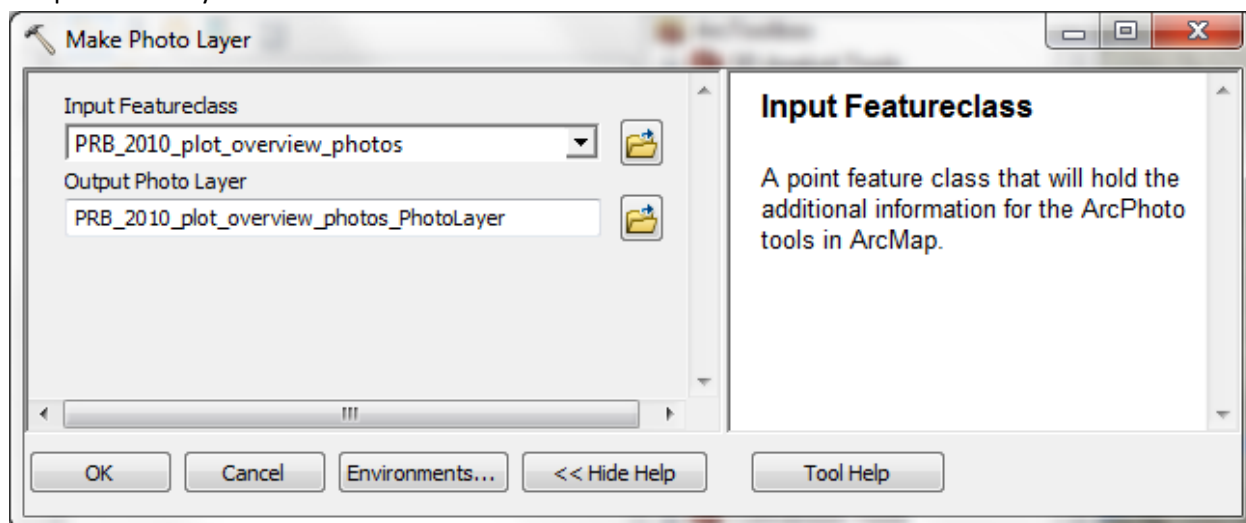 Make Photo Layer
Input Featureclass
PRB_2010_plot_overview_photos
Output Photo Layer
PRB_2010_plot_overview_photos_PhotoLayer
Input Featureclass
A point feature class that will hold the
additional information for the ArcPhoto
tools in ArcMap.
OK
Cancel
Environments...
<< Hide Help
Tool Help